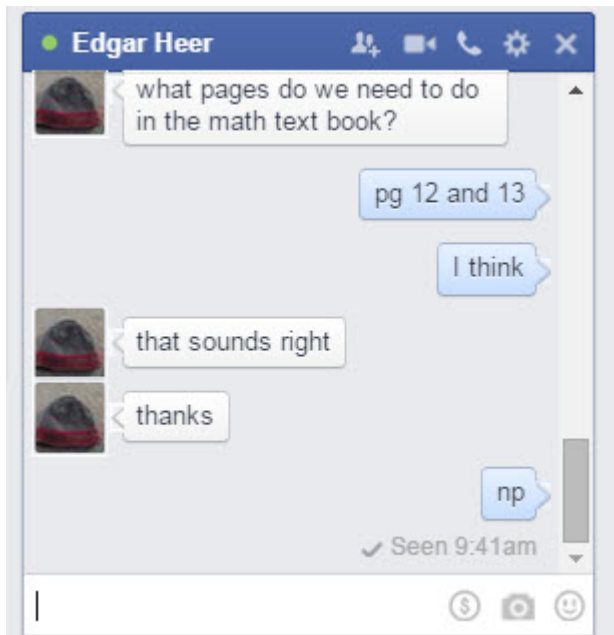 Edgar Heer
what pages do we need to do
in the math text book?
pg 12 and 13
I think
that sounds right
thanks
np
Seen 9:41am